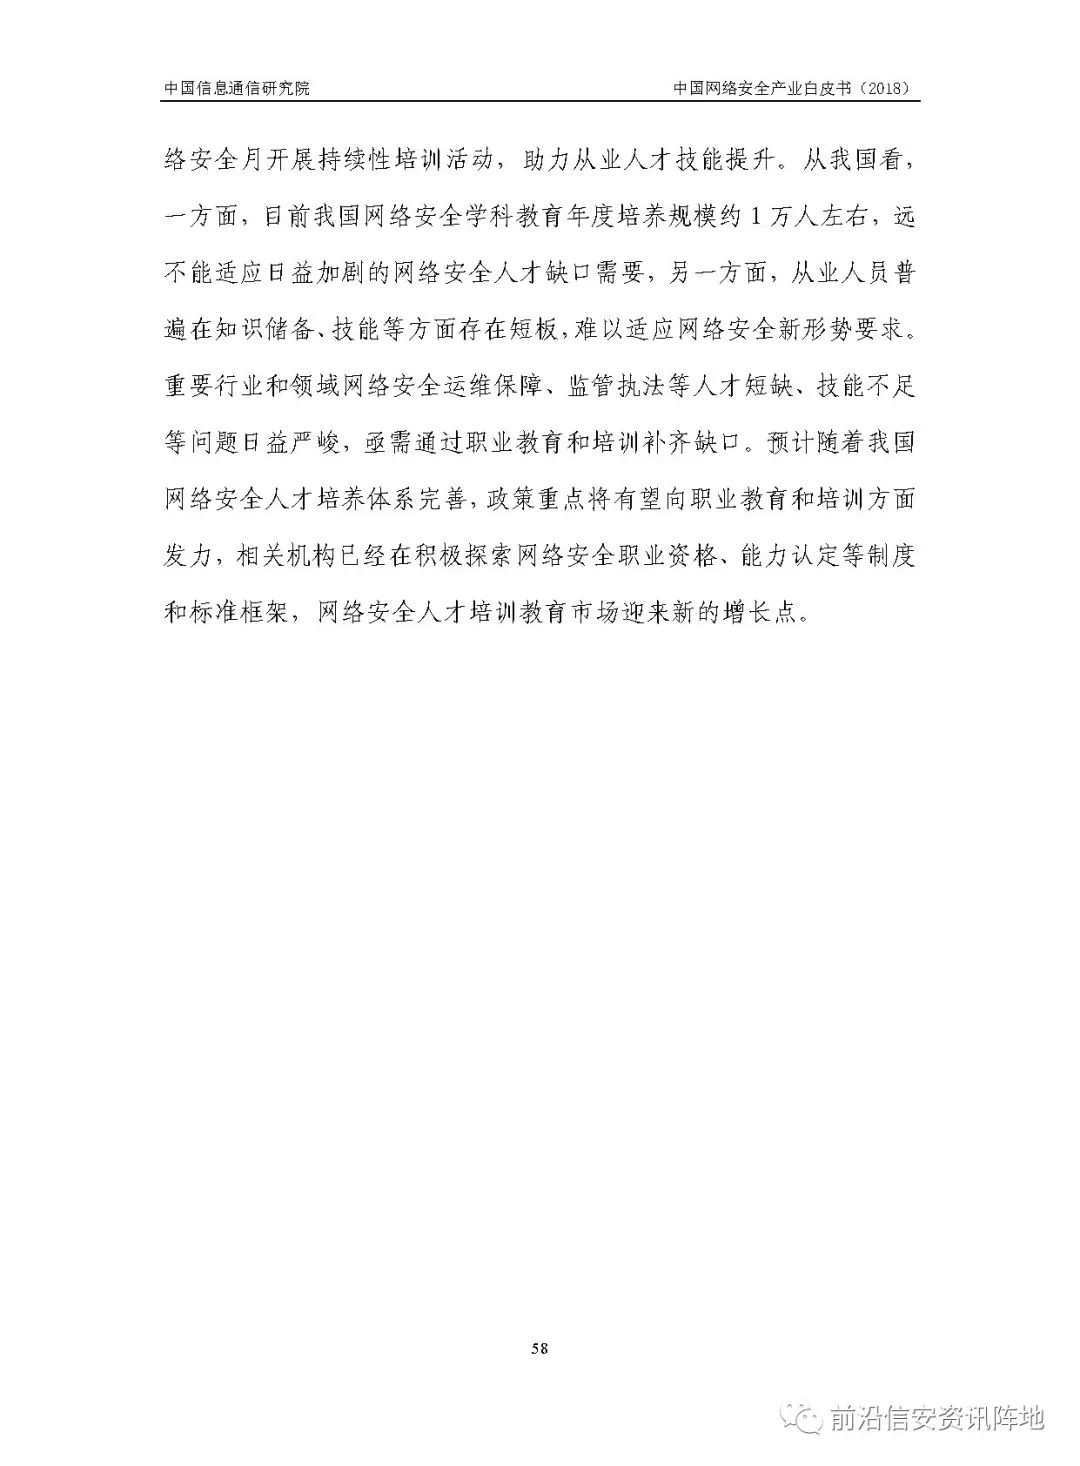 中国信息通信研究院 中国网络安全产业白皮书（2018）
络安全月开展持续性培训活动，助力从业人才技能提升。从我国看，
一方面，目前我国网络安全学科教育年度培养规模约 1 万人左右，远
不能适应日益加剧的网络安全人才缺口需要，另一方面，从业人员普
遍在知识储备、技能等方面存在短板，难以适应网络安全新形势要求。
重要行业和领域网络安全运维保障、监管执法等人才短缺、技能不足
等问题日益严峻，亟需通过职业教育和培训补齐缺口。预计随着我国
网络安全人才培养体系完善，政策重点将有望向职业教育和培训方面
发力，相关机构已经在积极探索网络安全职业资格、能力认定等制度
和标准框架，网络安全人才培训教育市场迎来新的增长点。
58
前沿信安资讯阵地